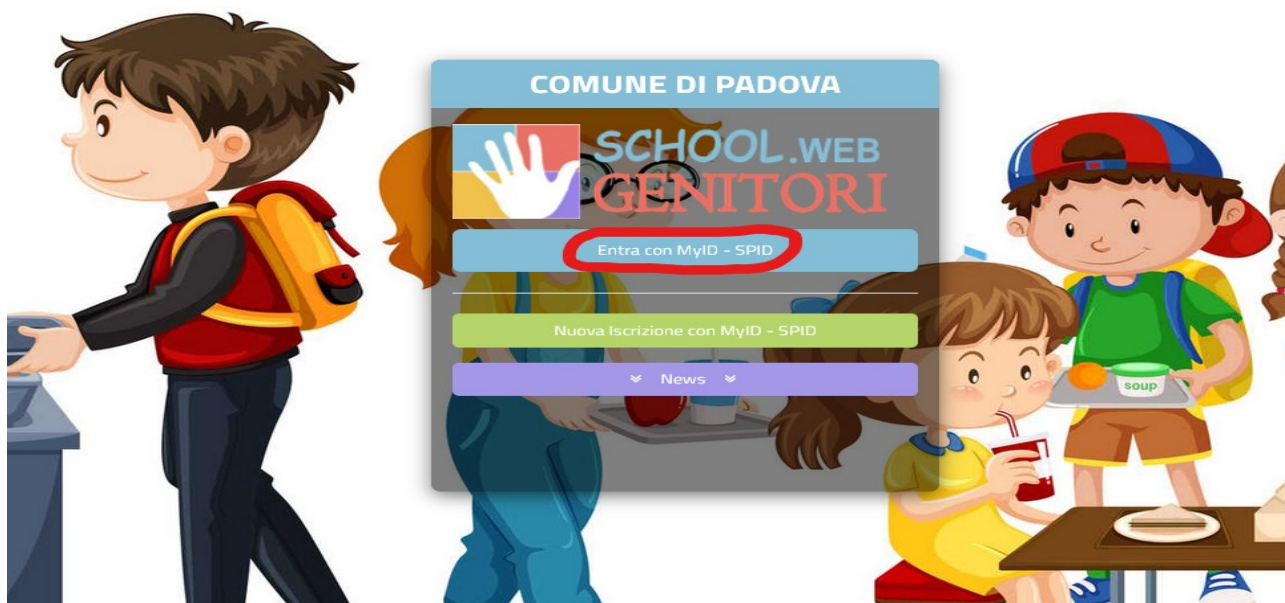 COMUNE DI PADOVA
SCHOOL.WEB
GENITORI
Entra con MyID - SPID
Nuova Iscrizione con MyID - SPID
News
soup